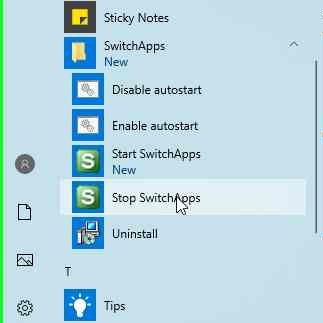 Sticky Notes
SwitchApps
New
Disable autostart
Enable autostart
Start SwitchApps
New
Stop SwitchApps
Uninstall
T
Tips